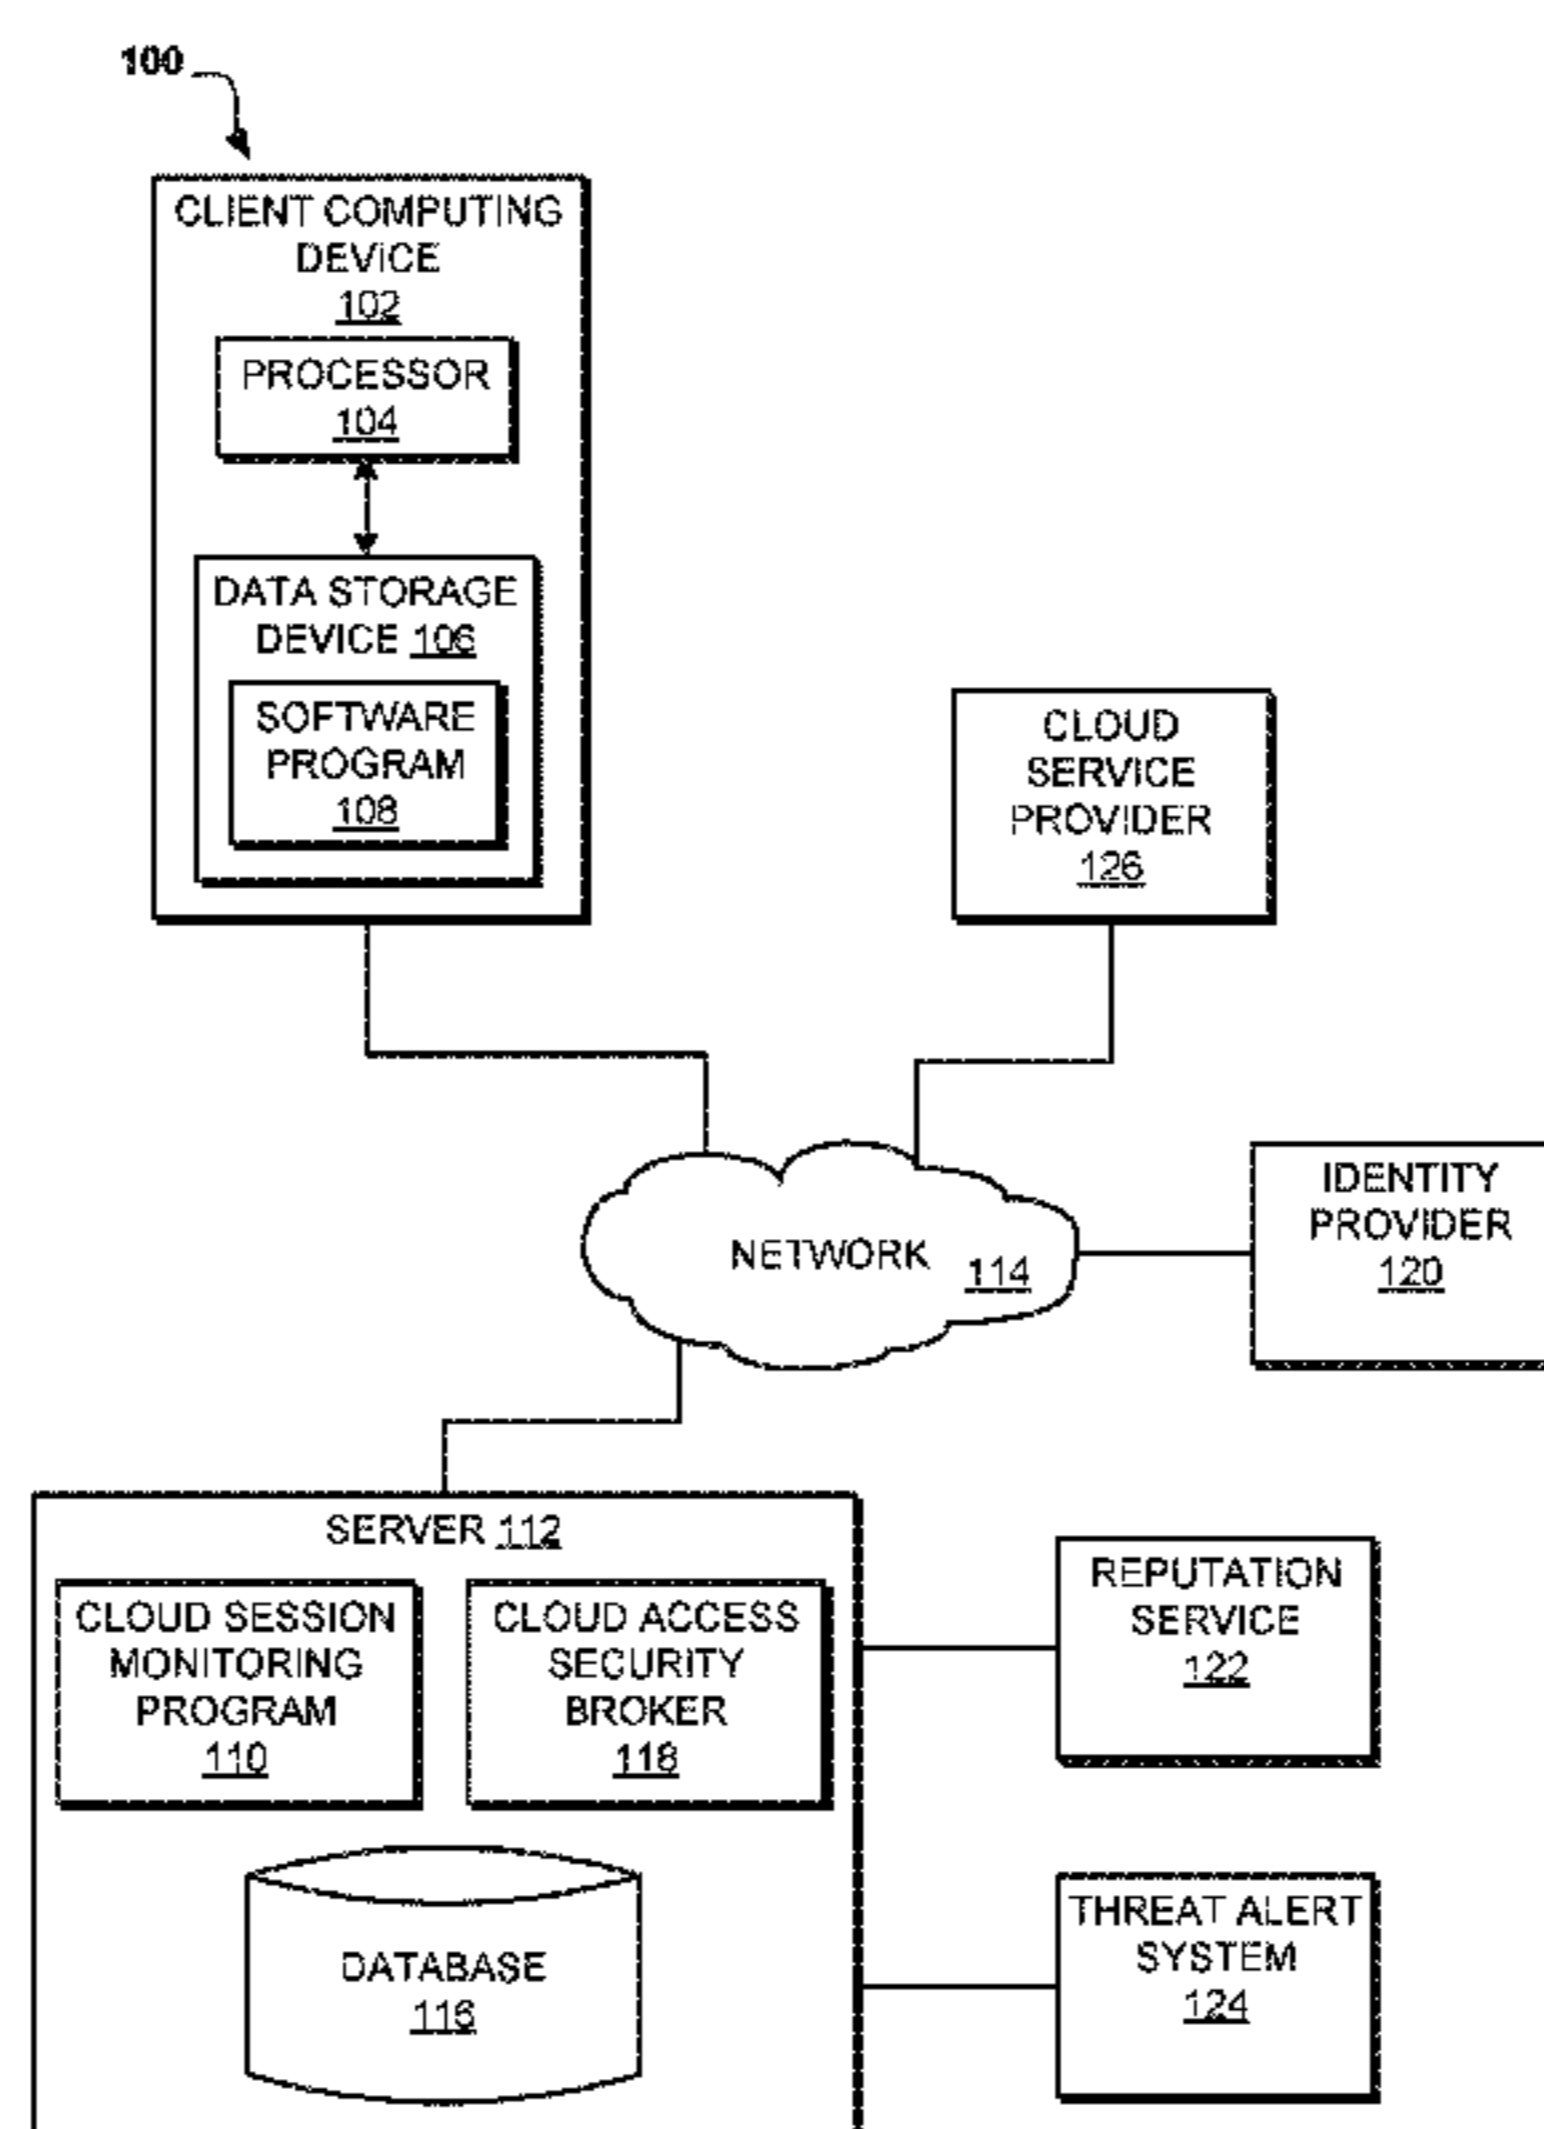 100
CLIENT COMPUTING
DEVICE
102
PROCESSOR
104
DATA STORAGE
DEVICE 106
SOFTWARE
PROGRAM
108
CLOUD
SERVICE
PROVIDER
126
NETWORK 114
IDENTITY
PROVIDER
120
SERVER 112
CLOUD SESSION
MONITORING
PROGRAM
110
CLOUD ACCESS
SECURITY
BROKER
118
REPUTATION
SERVICE
122
DATABASE
116
THREAT ALERT
SYSTEM
124